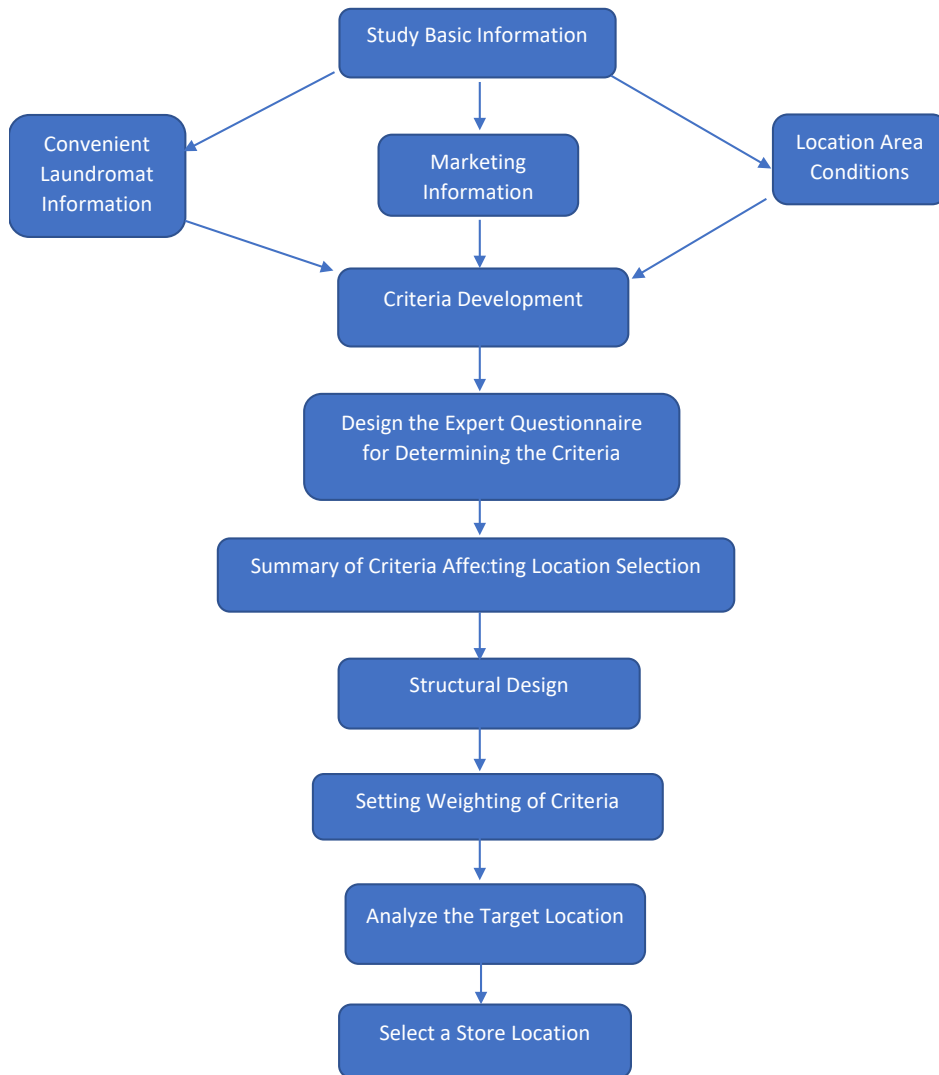 Study Basic Information
Convenient
Laundromat
Information
Marketing
Information
Location Area
Conditions
Criteria Development
Design the Expert Questionnaire
for Determining the Criteria
Summary of Criteria Affecting Location Selection
Structural Design
Setting Weighting of Criteria
Analyze the Target Location
Select a Store Location